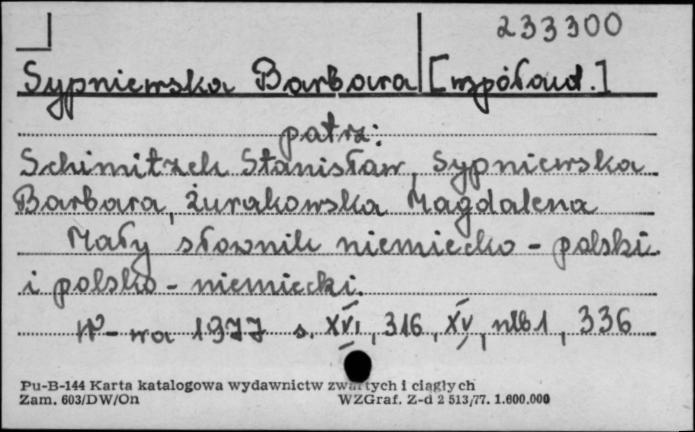 233300
Sypniewska Barbara [współaut.]
patrz:
Schimitzek Stanisław, Sypniewska
Barbara, Żurakowska Magdalena
Mały słownik niemiecko - polski
i polsko - niemiecki.
W-wa 1977 s. XVI, 316, XV, nlb 1, 336
Pu-B-144 Karta katalogowa wydawnictw zwartych i ciągłych
Zam. 603/DW/On WZGraf. Z-d 2 513/77. 1.600.000